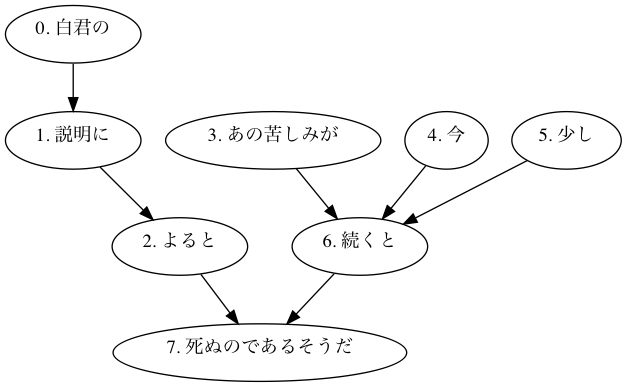 0. 白君の
1. 説明に
3. あの苦しみが
4. 今
5. 少し
2. よると
6. 続くと
7. 死ぬのであるそうだ